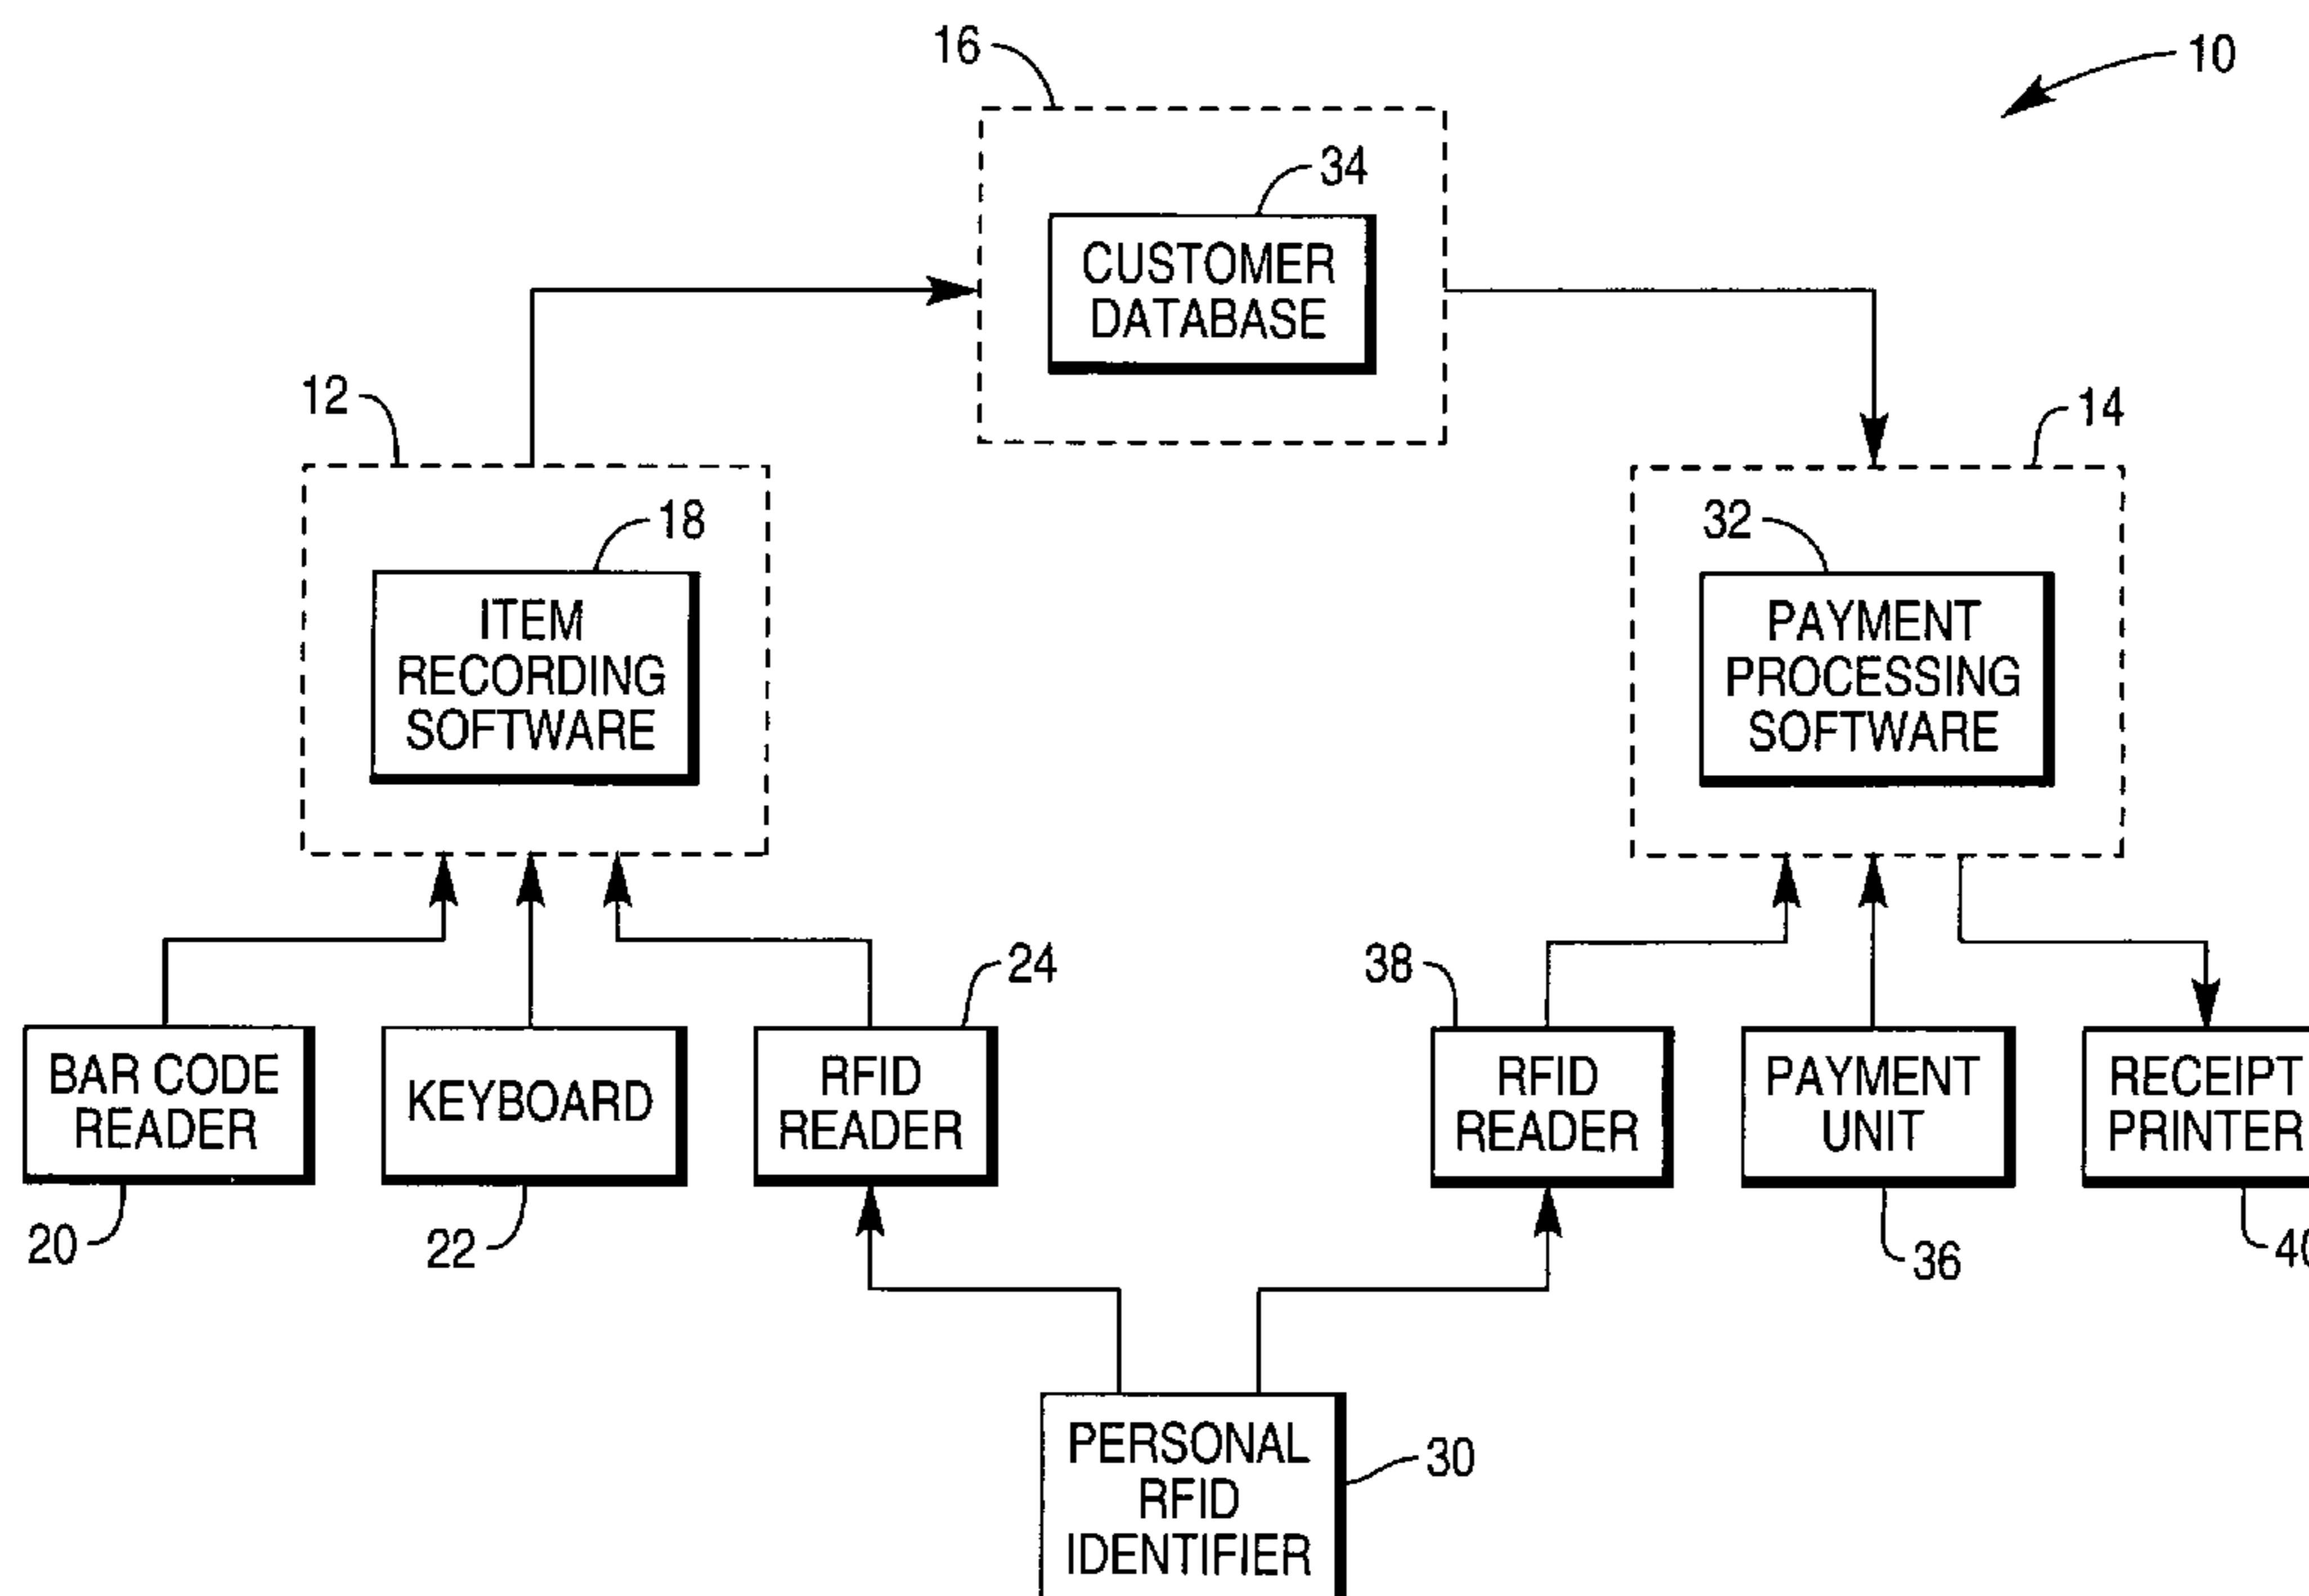 16
10
34
CUSTOMER
DATABASE
12
14
18
32
ITEM
RECORDING
SOFTWARE
PAYMENT
PROCESSING
SOFTWARE
24
38
BAR CODE
READER
KEYBOARD
RFID
READER
RFID
READER
PAYMENT
UNIT
RECEIPT
PRINTER
20
22
36
PERSONAL
RFID
IDENTIFIER
30